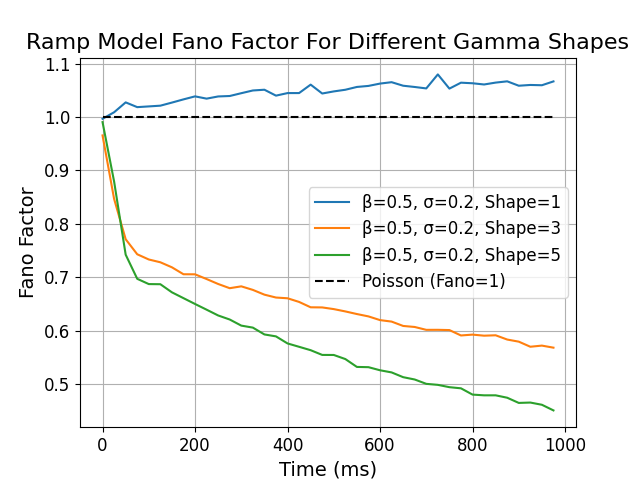 Ramp Model Fano Factor For Different Gamma Shapes
1.1
1.0
0.9
0.8
0.7
0.6
0.5
Fano Factor
β=0.5, σ=0.2, Shape=1
β=0.5, σ=0.2, Shape=3
β=0.5, σ=0.2, Shape=5
Poisson (Fano=1)
0 200 400 600 800 1000
Time (ms)